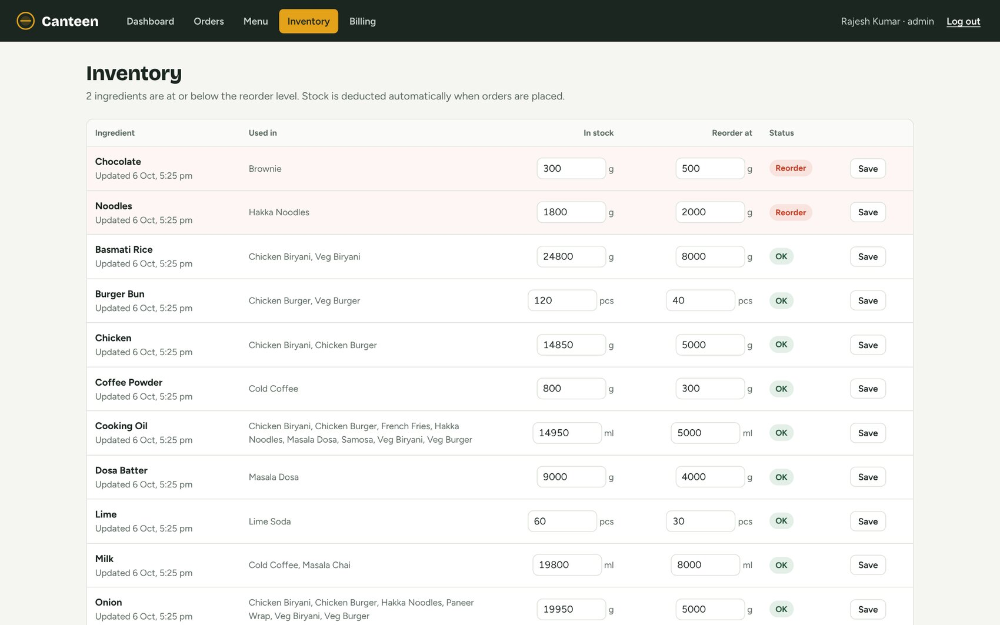 Canteen Dashboard Orders Menu Inventory Billing Rajesh Kumar · admin Log out
Inventory
2 ingredients are at or below the reorder level. Stock is deducted automatically when orders are placed.
Ingredient Used in In stock Reorder at Status
Chocolate
Updated 6 Oct, 5:25 pm
Brownie
300 g
500 g
Reorder
Save
Noodles
Updated 6 Oct, 5:25 pm
Hakka Noodles
1800 g
2000 g
Reorder
Save
Basmati Rice
Updated 6 Oct, 5:25 pm
Chicken Biryani, Veg Biryani
24800 g
8000 g
OK
Save
Burger Bun
Updated 6 Oct, 5:25 pm
Chicken Burger, Veg Burger
120 pcs
40 pcs
OK
Save
Chicken
Updated 6 Oct, 5:25 pm
Chicken Biryani, Chicken Burger
14850 g
5000 g
OK
Save
Coffee Powder
Updated 6 Oct, 5:25 pm
Cold Coffee
800 g
300 g
OK
Save
Cooking Oil
Updated 6 Oct, 5:25 pm
Chicken Biryani, Chicken Burger, French Fries, Hakka
Noodles, Masala Dosa, Samosa, Veg Biryani, Veg Burger
14950 ml
5000 ml
OK
Save
Dosa Batter
Updated 6 Oct, 5:25 pm
Masala Dosa
9000 g
4000 g
OK
Save
Lime
Updated 6 Oct, 5:25 pm
Lime Soda
60 pcs
30 pcs
OK
Save
Milk
Updated 6 Oct, 5:25 pm
Cold Coffee, Masala Chai
19800 ml
8000 ml
OK
Save
Onion
Updated 6 Oct, 5:25 pm
Chicken Biryani, Chicken Burger, Hakka Noodles, Paneer
Wrap, Veg Biryani, Veg Burger
19950 g
5000 g
OK
Save